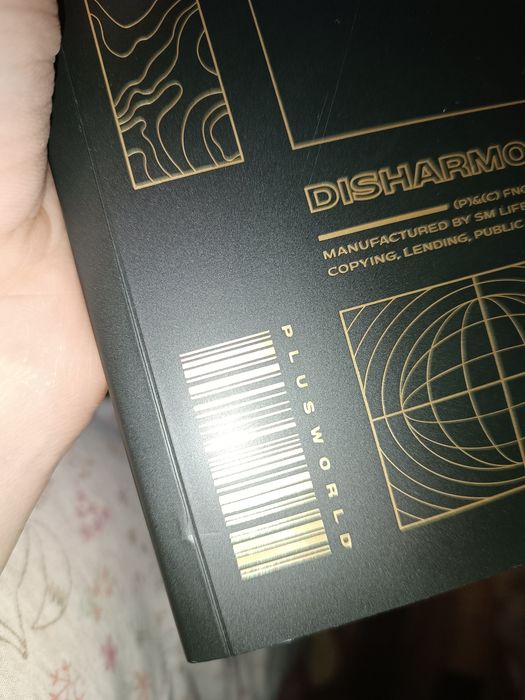 DISHARMO
(P)&(C) FNC
MANUFACTURED BY SM LIFE
COPYING, LENDING, PUBLIC
PLUSWORLD